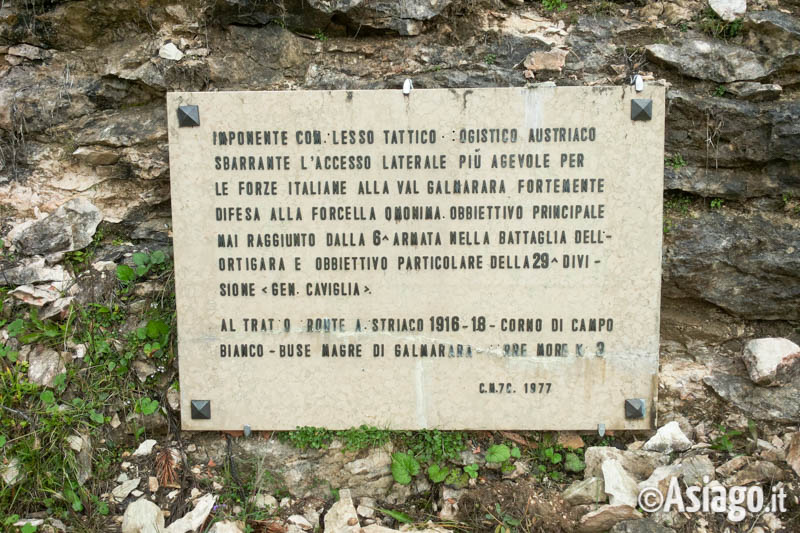 IMPONENTE COM LESSO TATTICO OGISTICO AUSTRIACO
SBARRANTE L'ACCESSO LATERALE PIÙ AGEVOLE PER
LE FORZE ITALIANE ALLA VAL GALMARARA FORTEMENTE
DIFESA ALLA FORCELLA OMONIMA. OBBIETTIVO PRINCIPALE
MAI RAGGIUNTO DALLA 6^ ARMATA NELLA BATTAGLIA DELL'-
ORTIGARA E OBBIETTIVO PARTICOLARE DELLA 29^ DIVI-
SIONE <GEN. CAVIGLIA>.
ALTRAT O RONTE A STRIACO 1916-18 - CORNO DI CAMPO
BIANCO - BUSE MAGRE DI GALMARARA - RRE MORE K 3
C.M.7C. 1977
©Asiago.it